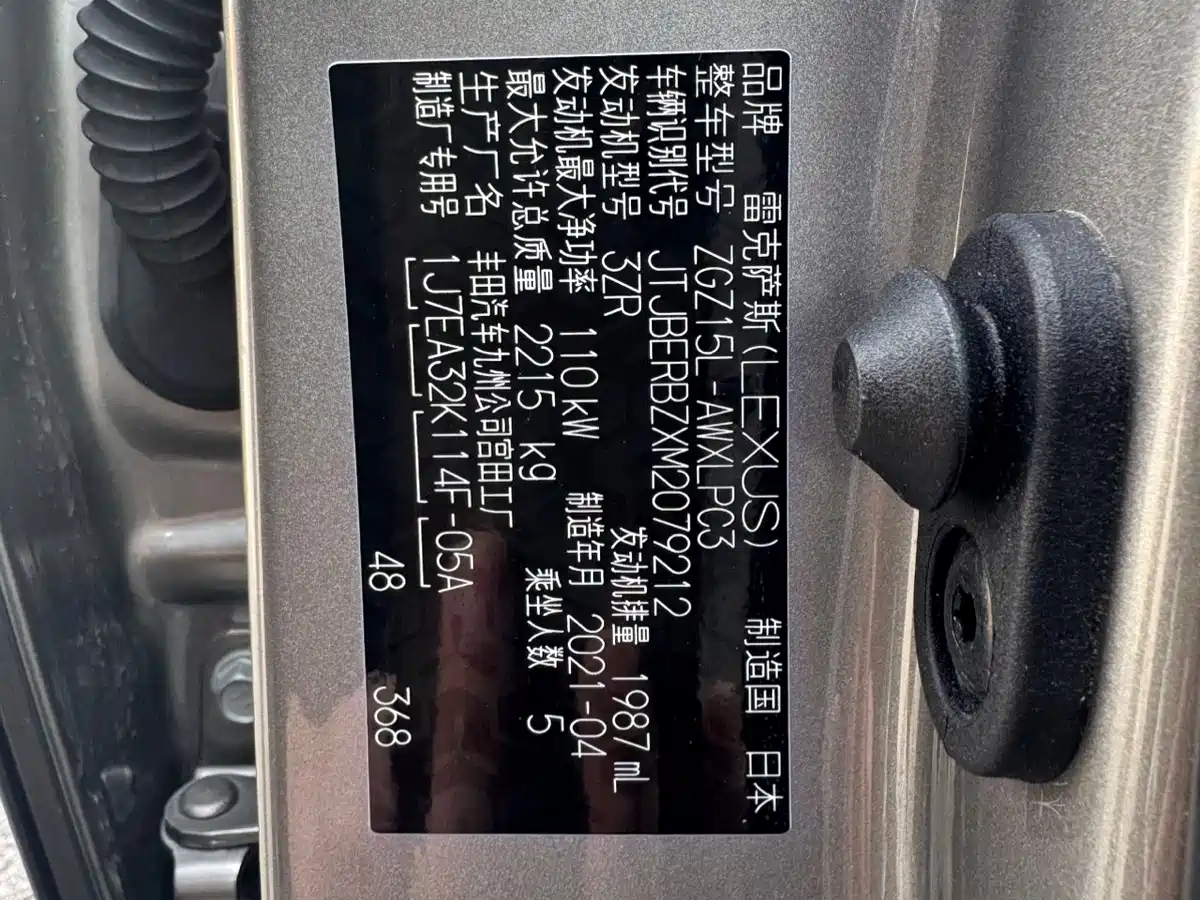 品牌 雷克萨斯(LEXUS) 制造国 日本
整车型号 ZGZ15L-AWXLPC3
车辆识别代号 JTJBERBZXM2079212
发动机型号 3ZR 发动机排量 1987 mL
发动机最大净功率 110 kW 制造年月 2021-04
最大允许总质量 2215 kg 乘坐人数 5
生产厂名 丰田汽车九州公司宫田工厂
制造厂专用号 1J7EA32K114F-05A
48 368